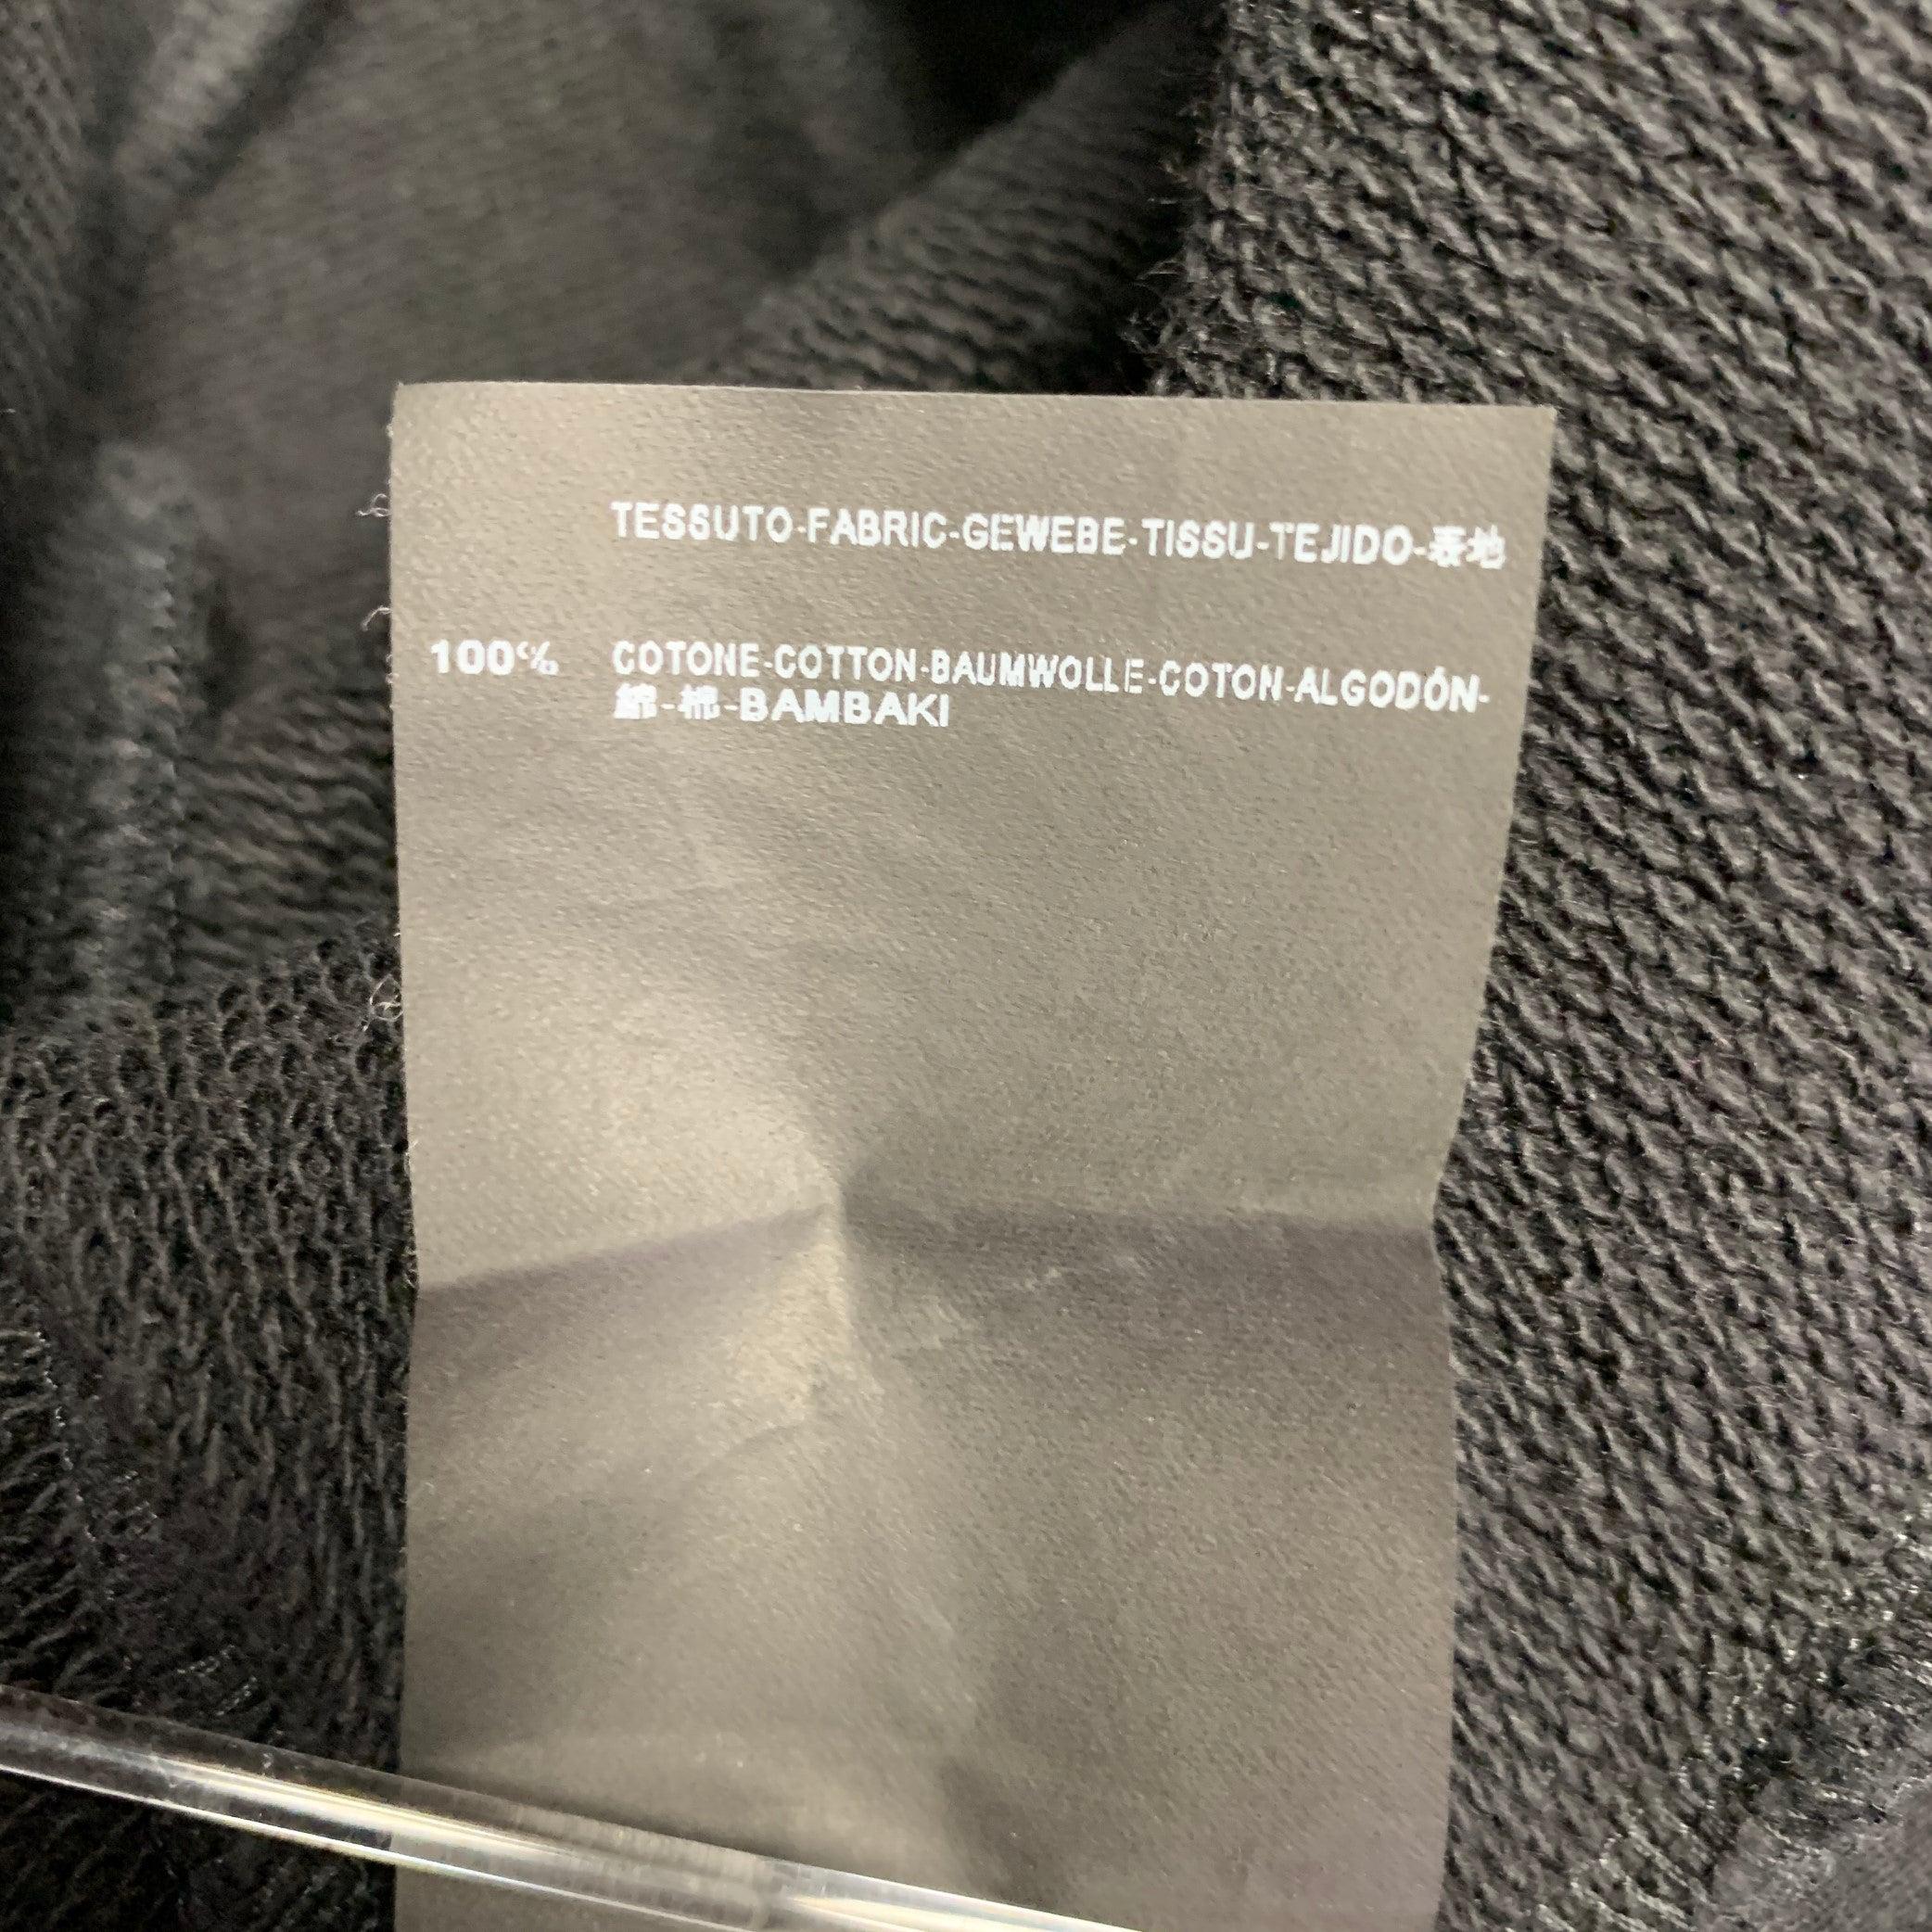 TESSUTO-FABRIC-GEWEBE-TISSU-TEJIDO-表地
100% COTONE-COTTON-BAUMWOLLE-COTON-ALGODÓN-
綿-棉-BAMBAKI